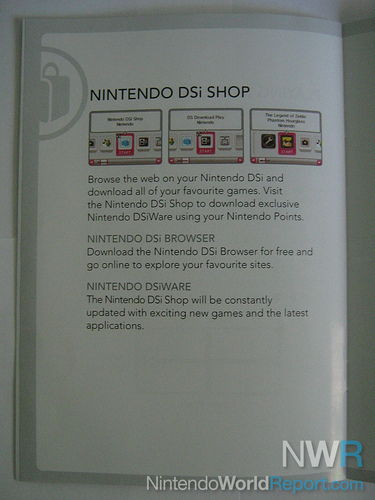 NINTENDO DSi SHOP
Nintendo DSi Shop
Nintendo
DS Download Play
Nintendo
The Legend of Zelda:
Phantom Hourglass
Nintendo
START
START
START
Browse the web on your Nintendo DSi and
download all of your favourite games. Visit
the Nintendo DSi Shop to download exclusive
Nintendo DSiWare using your Nintendo Points.
NINTENDO DSi BROWSER
Download the Nintendo DSi Browser for free and
go online to explore your favourite sites.
NINTENDO DSiWARE
The Nintendo DSi Shop will be constantly
updated with exciting new games and the latest
applications.
NWR
NintendoWorldReport.com